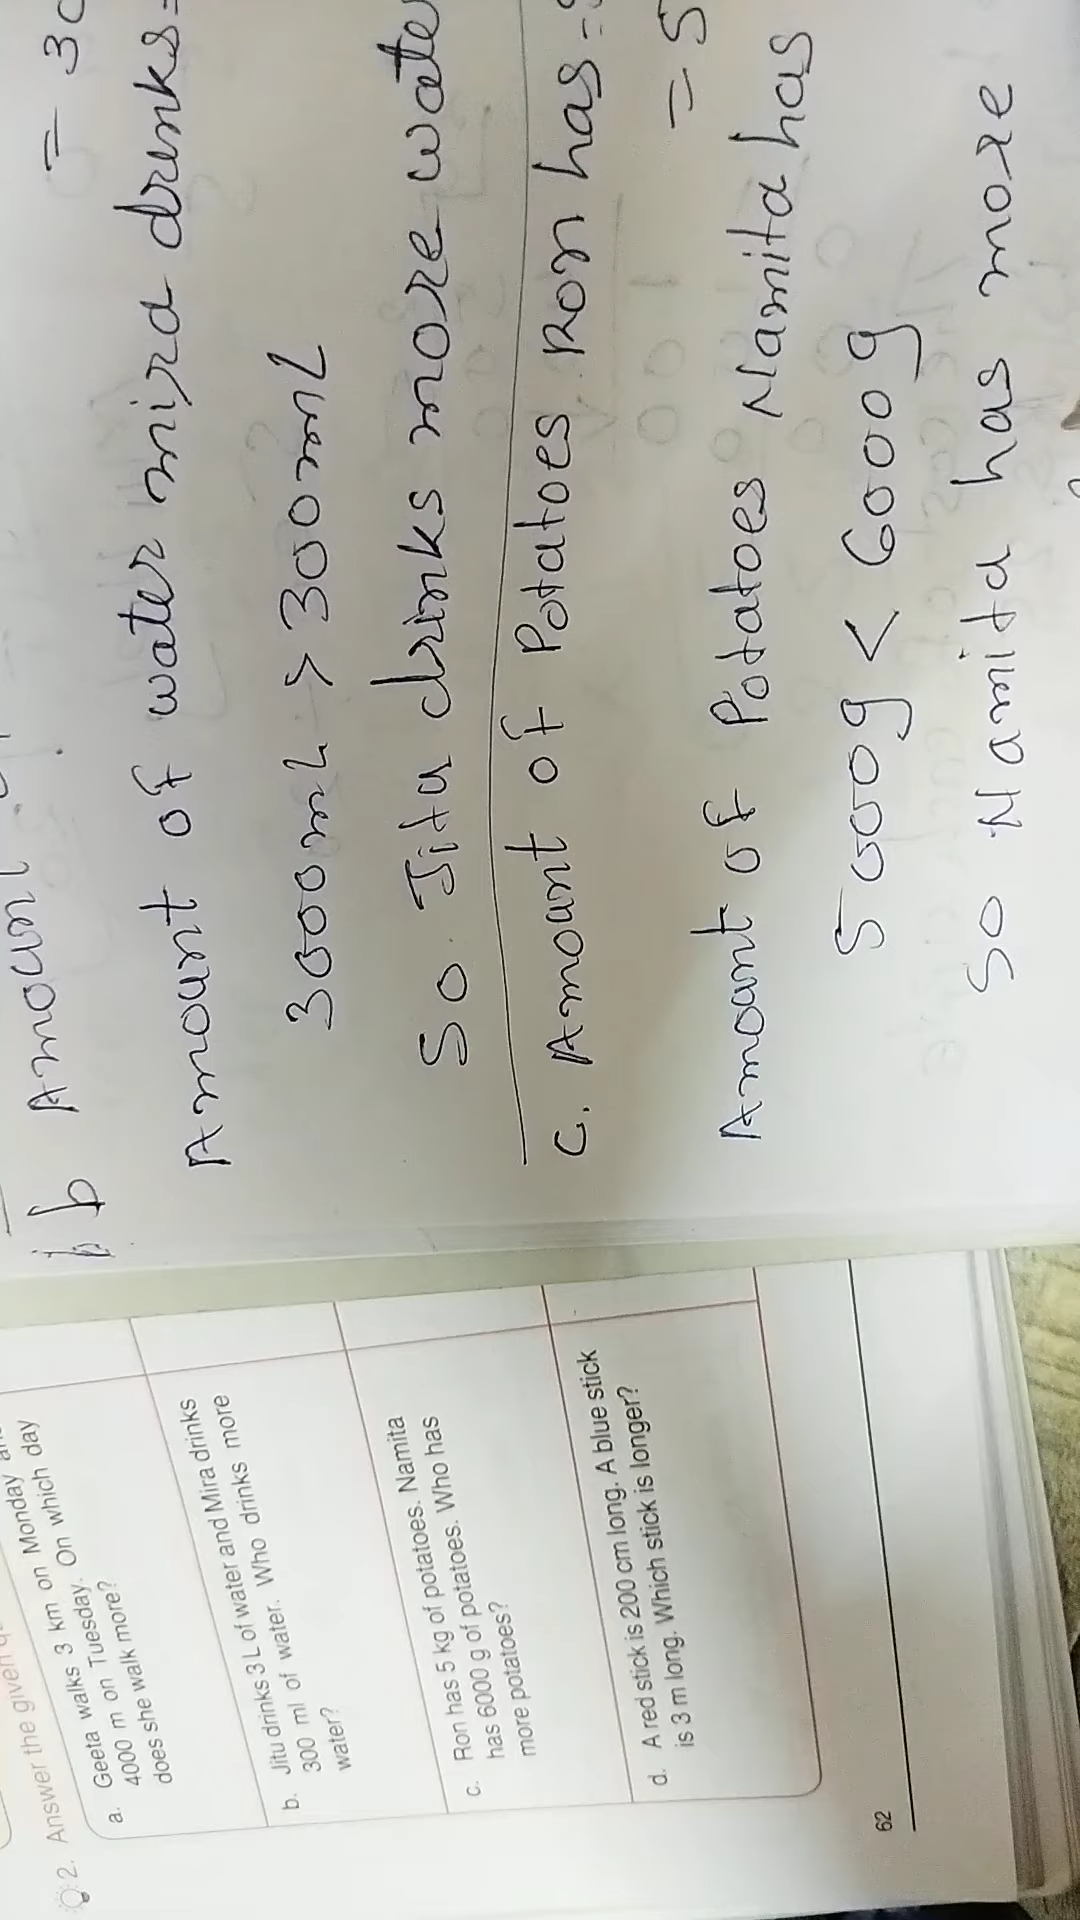 = 30
b Amount
Amount of water mira drinks =
3000mL > 300mL
So. Jitu drinks more wate
C. Amount of Potatoes Ron has =
= 5
Amount of Potatoes Namita has
5000g < 6000g
So Namita has more
2. Answer the given
a. Geeta walks 3 km on Monday
4000 m on Tuesday. On which day
does she walk more?
b. Jitu drinks 3 L of water and Mira drinks
300 ml of water. Who drinks more
water?
c. Ron has 5 kg of potatoes. Namita
has 6000 g of potatoes. Who has
more potatoes?
d. A red stick is 200 cm long. A blue stick
is 3 m long. Which stick is longer?
62